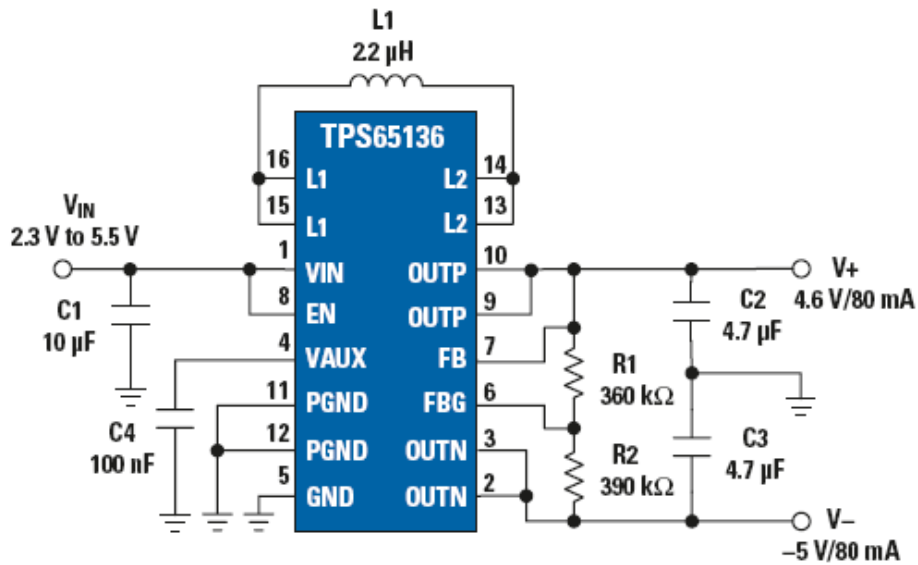 L1
22 µH
TPS65136
16
L1
L2
14
15
L1
L2
13
VIN
2.3 V to 5.5 V
1
VIN
OUTP
10
8
EN
OUTP
9
C1
10 µF
4
VAUX
FB
7
11
PGND
FBG
6
C4
100 nF
12
PGND
OUTN
3
5
GND
OUTN
2
R1
360 kΩ
R2
390 kΩ
C2
4.7 µF
C3
4.7 µF
V+
4.6 V/80 mA
V–
–5 V/80 mA